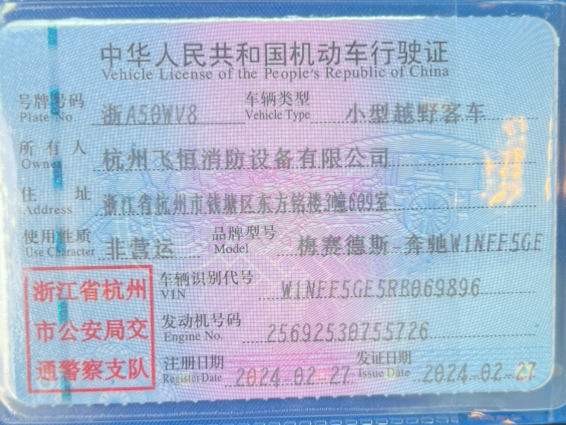 中华人民共和国机动车行驶证
Vehicle License of the People's Republic of China
号牌号码 浙A50WV8 车辆类型 小型越野客车
Plate No. Vehicle Type
所有人 杭州飞恒消防设备有限公司
Owner
住址 浙江省杭州市钱塘区东方铭楼3幢609室
Address
使用性质 非营运 品牌型号 梅赛德斯-奔驰W1NFF5GE
Use Character Model
浙江省杭州
市公安局交
通警察支队
车辆识别代号 W1NFF5GE5RB069896
VIN
发动机号码 25692530755726
Engine No.
注册日期 2024-02-27 发证日期 2024-02-27
Register Date Issue Date